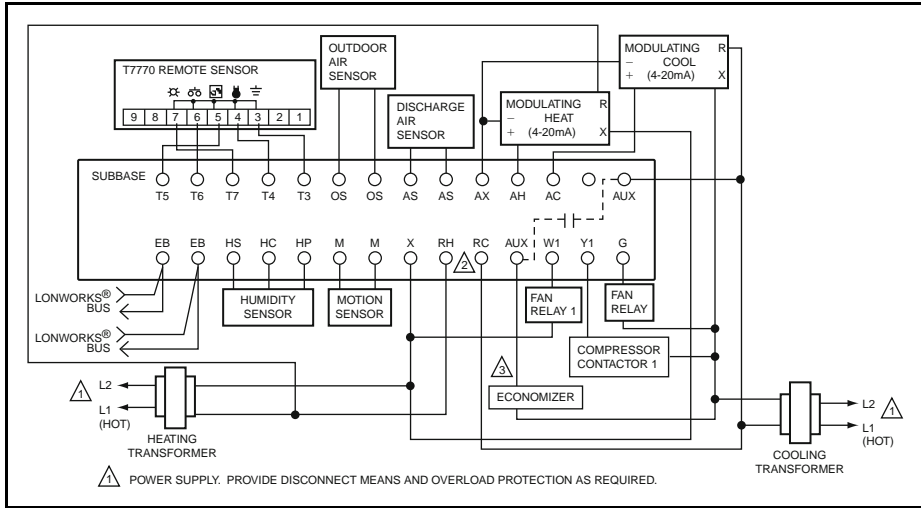 OUTDOOR
AIR
SENSOR
MODULATING
COOL
(4-20mA)
−
+
R
X
T7770 REMOTE SENSOR
9 8 7 6 5 4 3 2 1
DISCHARGE
AIR
SENSOR
MODULATING
HEAT
(4-20mA)
−
+
R
X
SUBBASE
T5 T6 T7 T4 T3 OS OS AS AS AX AH AC AUX
EB EB HS HC HP M M X RH RC AUX W1 Y1 G
2
LONWORKS®
BUS
LONWORKS®
BUS
HUMIDITY
SENSOR
MOTION
SENSOR
FAN
RELAY 1
FAN
RELAY
COMPRESSOR
CONTACTOR 1
3
ECONOMIZER
1
L2
L1
(HOT)
HEATING
TRANSFORMER
L2
1
L1
(HOT)
COOLING
TRANSFORMER
1 POWER SUPPLY. PROVIDE DISCONNECT MEANS AND OVERLOAD PROTECTION AS REQUIRED.